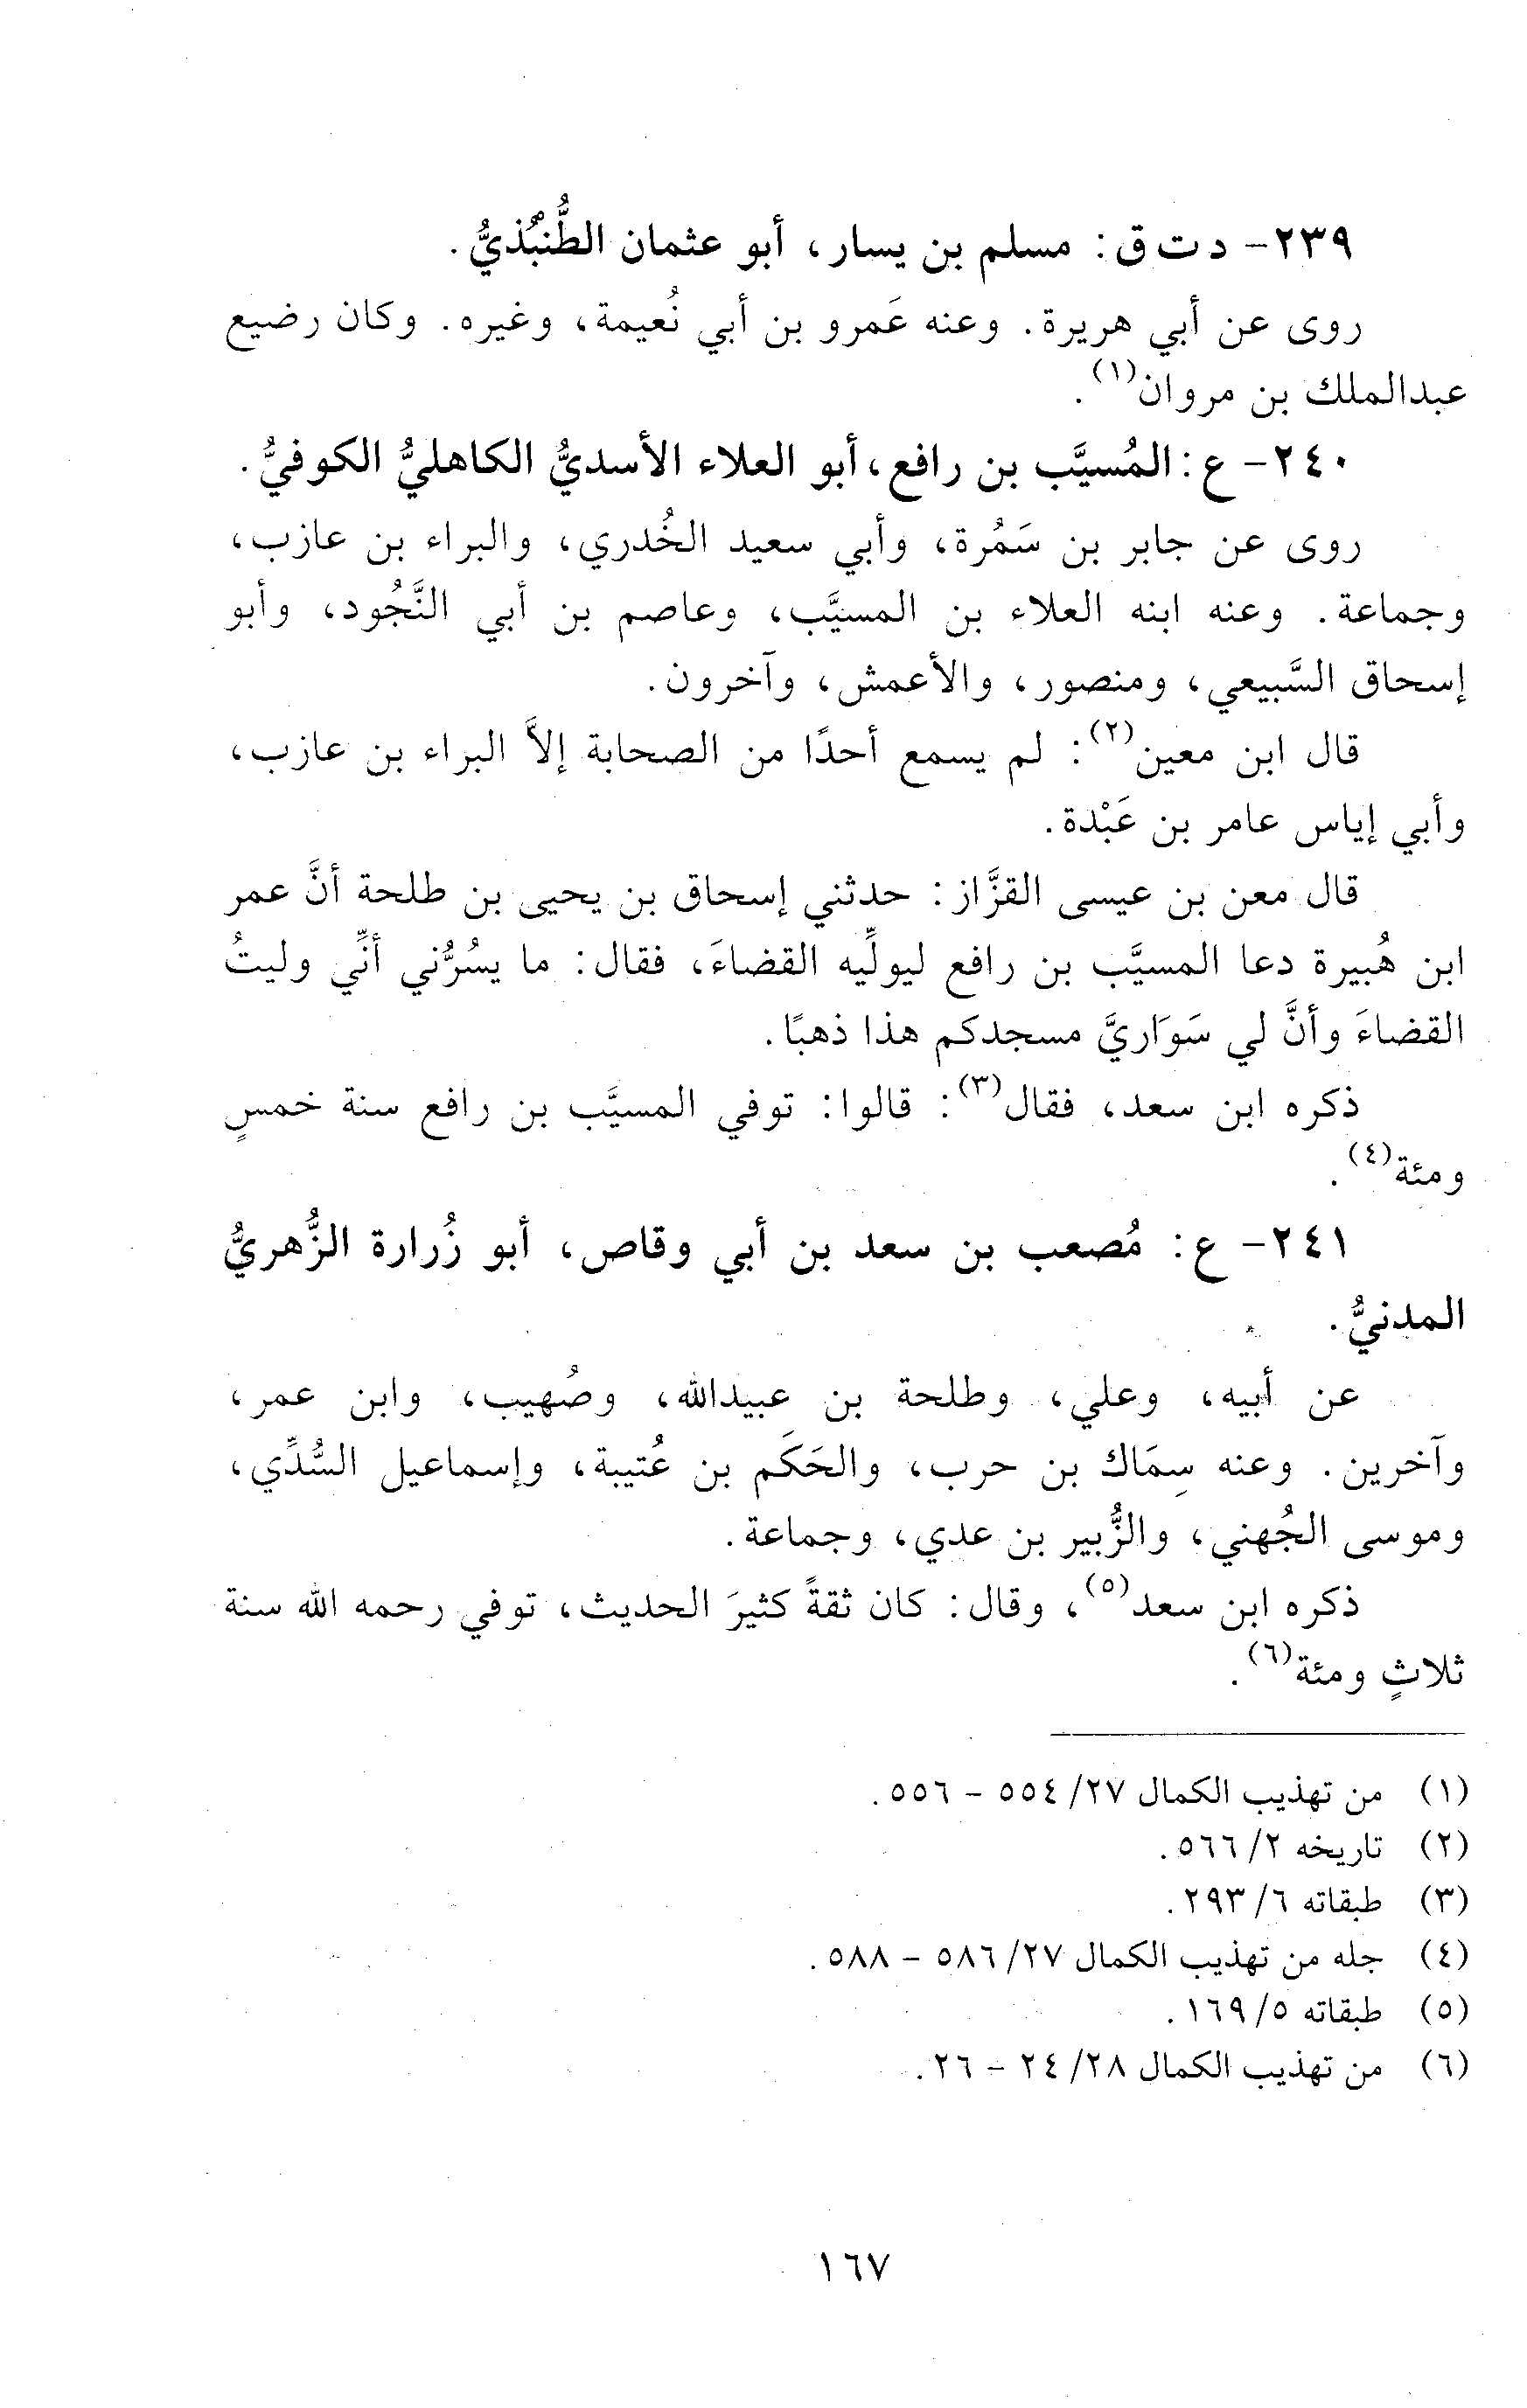 ٢٣٩- د ت ق: مسلم بن يسار، أبو عثمان الطُّنبُذيُّ.
روى عن أبي هريرة. وعنه عَمرو بن أبي نُعيمة، وغيره. وكان رضيع
عبدالملك بن مروان(١).
٢٤٠- ع: المُسيَّب بن رافع، أبو العلاء الأسديُّ الكاهليُّ الكوفيُّ.
روى عن جابر بن سَمُرة، وأبي سعيد الخُدري، والبراء بن عازب،
وجماعة. وعنه ابنه العلاء بن المسيَّب، وعاصم بن أبي النَّجُود، وأبو
إسحاق السَّبيعي، ومنصور، والأعمش، وآخرون.
قال ابن معين(٢): لم يسمع أحدًا من الصحابة إلاَّ البراء بن عازب،
وأبي إياس عامر بن عَبْدة.
قال معن بن عيسى القزَّاز: حدثني إسحاق بن يحيى بن طلحة أنَّ عمر
ابن هُبيرة دعا المسيَّب بن رافع ليولِّيه القضاءَ، فقال: ما يسُرُّني أنِّي وليتُ
القضاءَ وأنَّ لي سَوَاريَّ مسجدكم هذا ذهبًا.
ذكره ابن سعد، فقال(٣): قالوا: توفي المسيَّب بن رافع سنة خمسٍ
ومئة(٤).
٢٤١- ع: مُصعب بن سعد بن أبي وقاص، أبو زُرارة الزُّهريُّ
المدنيُّ.
عن أبيه، وعلي، وطلحة بن عبيدالله، وصُهيب، وابن عمر،
وآخرين. وعنه سِمَاك بن حرب، والحَكَم بن عُتيبة، وإسماعيل السُّدِّي،
وموسى الجُهني، والزُّبير بن عدي، وجماعة.
ذكره ابن سعد(٥)، وقال: كان ثقةً كثيرَ الحديث، توفي رحمه الله سنة
ثلاثٍ ومئة(٦).
(١) من تهذيب الكمال ٢٧/ ٥٥٤ - ٥٥٦.
(٢) تاريخه ٢/ ٥٦٦.
(٣) طبقاته ٦/ ٢٩٣.
(٤) جله من تهذيب الكمال ٢٧/ ٥٨٦ - ٥٨٨.
(٥) طبقاته ٥/ ١٦٩.
(٦) من تهذيب الكمال ٢٨/ ٢٤ - ٢٦.
١٦٧